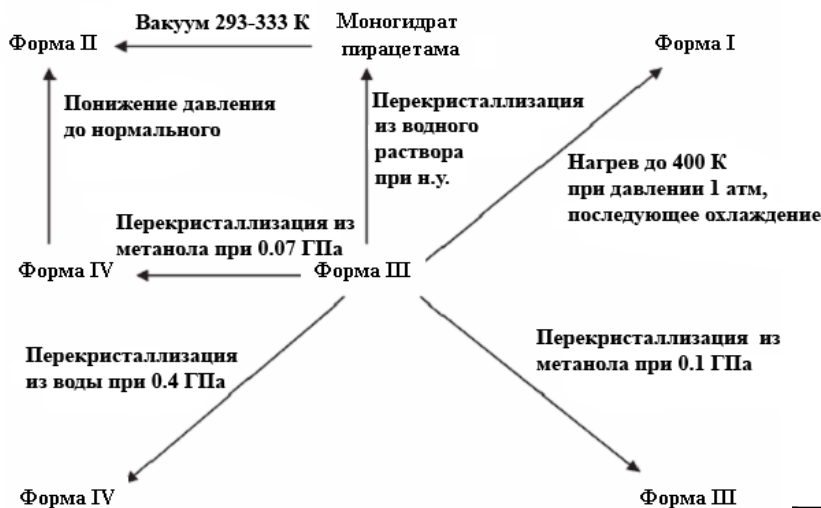 Вакуум 293-333 К
Форма II
Моногидрат
пирацетама
Форма I
Понижение давления
до нормального
Перекристаллизация
из водного
раствора
при н.у.
Нагрев до 400 К
при давлении 1 атм,
последующее охлаждение
Перекристаллизация из
метанола при 0.07 ГПа
Форма IV
Форма III
Перекристаллизация
из воды при 0.4 ГПа
Перекристаллизация из
метанола при 0.1 ГПа
Форма IV
Форма III